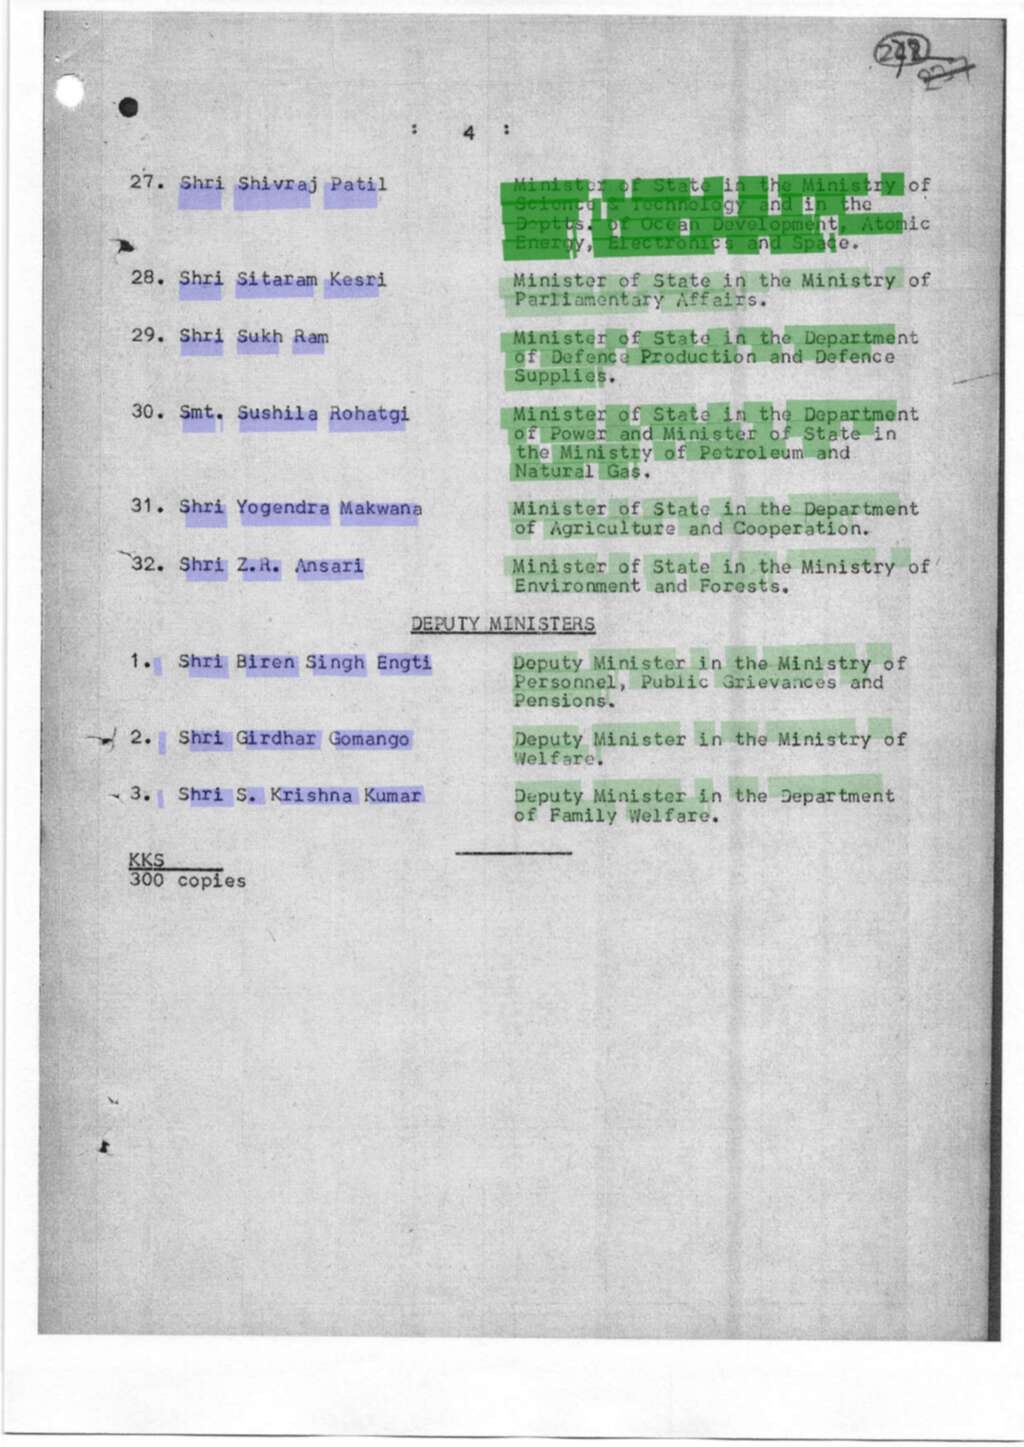 : 4 :
27. Shri Shivraj Patil Minister of State in the Ministry of
Science & Technology and in the
Deptts. of Ocean Development, Atomic
Energy, Electronics and Space.
28. Shri Sitaram Kesri Minister of State in the Ministry of
Parliamentary Affairs.
29. Shri Sukh Ram Minister of State in the Department
of Defence Production and Defence
Supplies.
30. Smt. Sushila Rohatgi Minister of State in the Department
of Power and Minister of State in
the Ministry of Petroleum and
Natural Gas.
31. Shri Yogendra Makwana Minister of State in the Department
of Agriculture and Cooperation.
32. Shri Z.R. Ansari Minister of State in the Ministry of
Environment and Forests.
DEPUTY MINISTERS
1. Shri Biren Singh Engti Deputy Minister in the Ministry of
Personnel, Public Grievances and
Pensions.
2. Shri Girdhar Gomango Deputy Minister in the Ministry of
Welfare.
3. Shri S. Krishna Kumar Deputy Minister in the Department
of Family Welfare.
KKS
300 copies